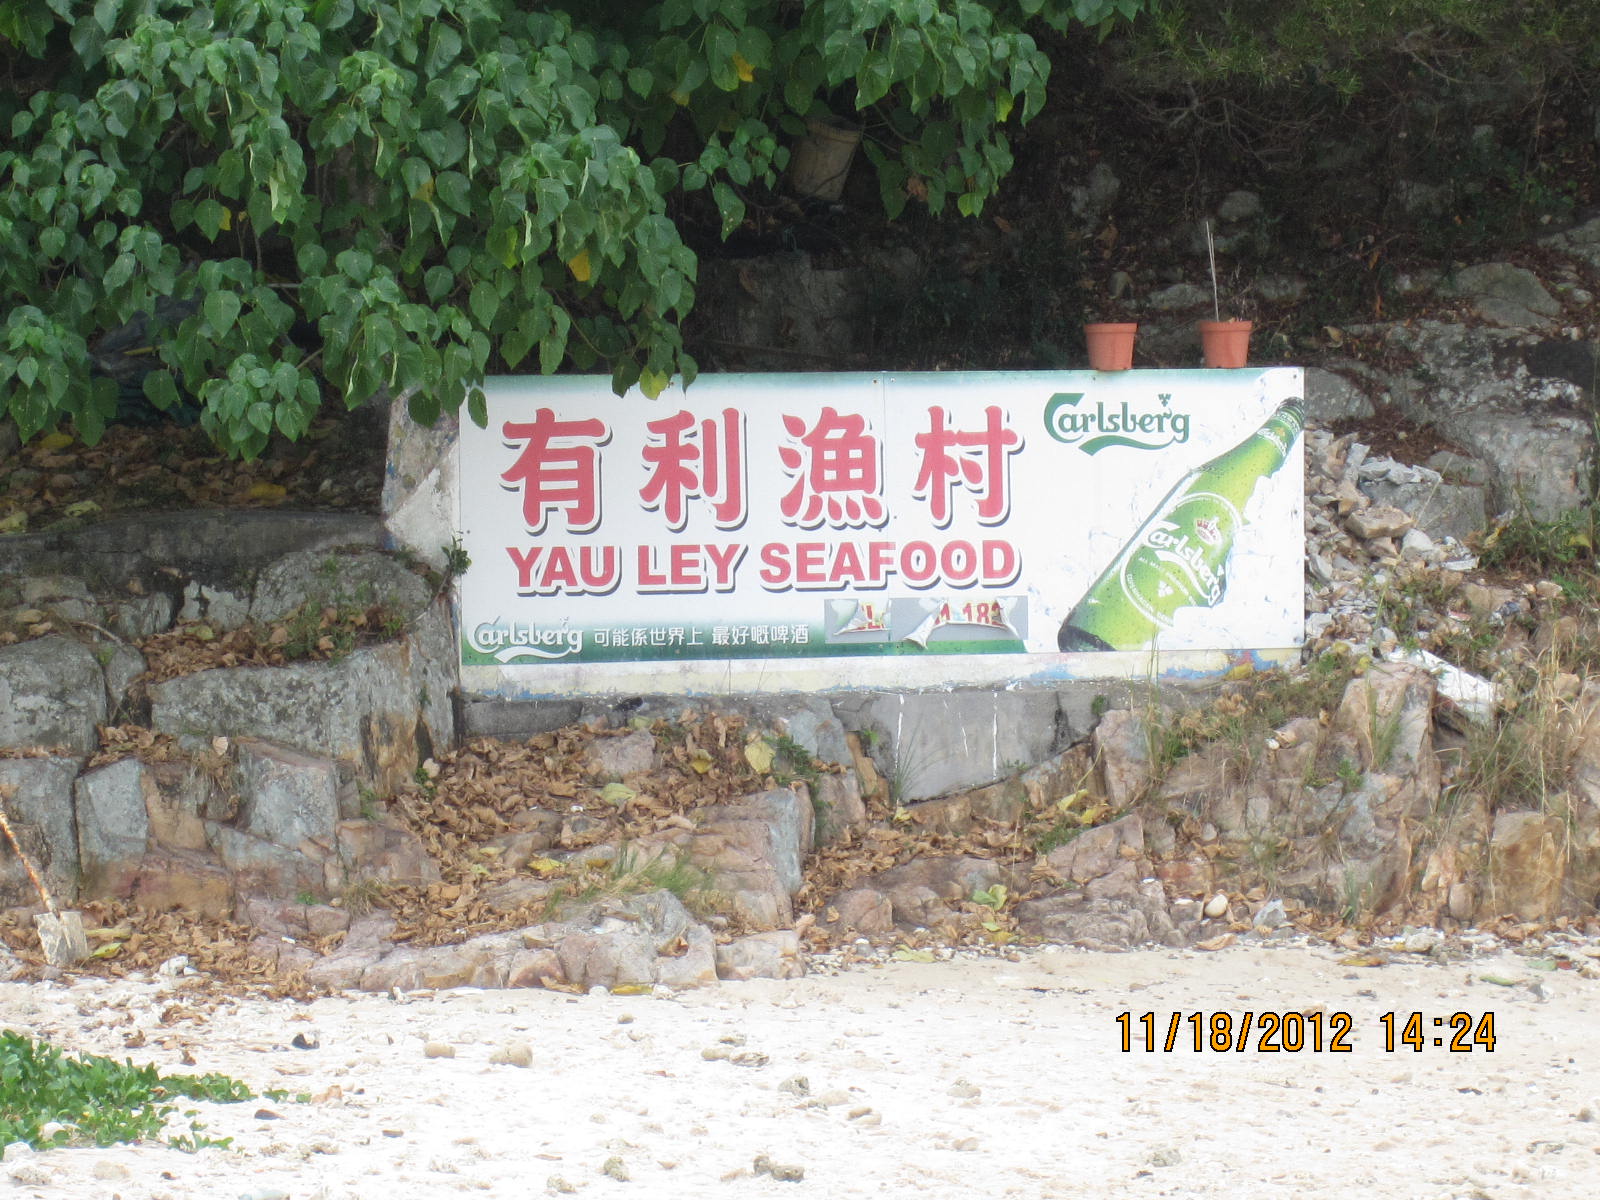 有利漁村
YAU LEY SEAFOOD
Carlsberg
Carlsberg
Carlsberg 可能係世界上 最好嘅啤酒
11/18/2012 14:24